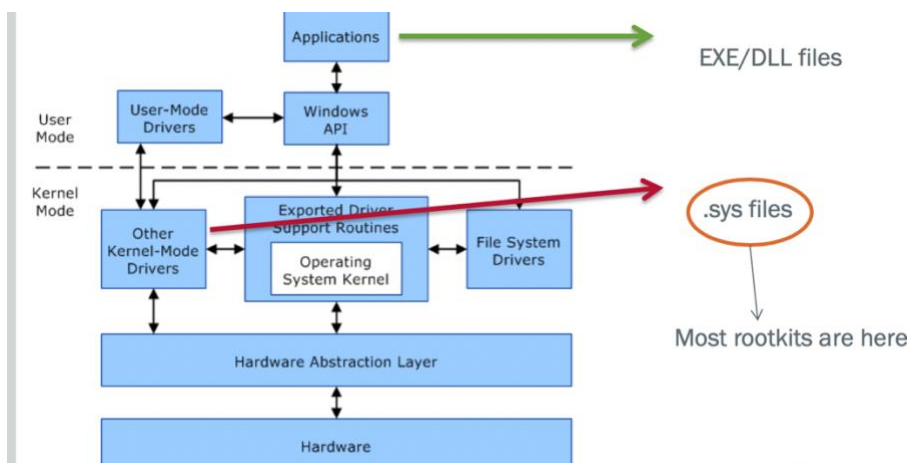 Applications
EXE/DLL files
User-Mode
Drivers
Windows
API
User
Mode
Kernel
Mode
Other
Kernel-Mode
Drivers
Exported Driver
Support Routines
Operating
System Kernel
File System
Drivers
.sys files
Most rootkits are here
Hardware Abstraction Layer
Hardware